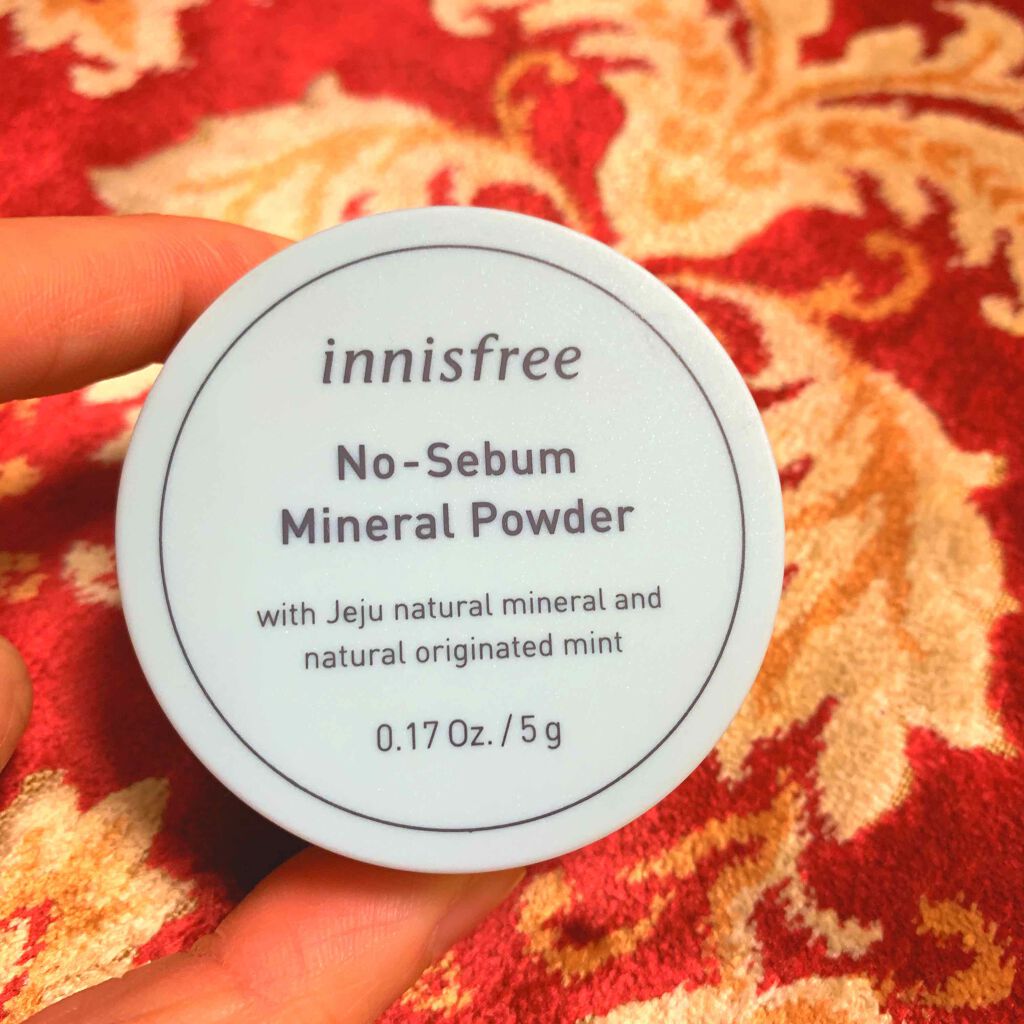 innisfree
No-Sebum
Mineral Powder
with Jeju natural mineral and
natural originated mint
0.17 Oz. / 5 g